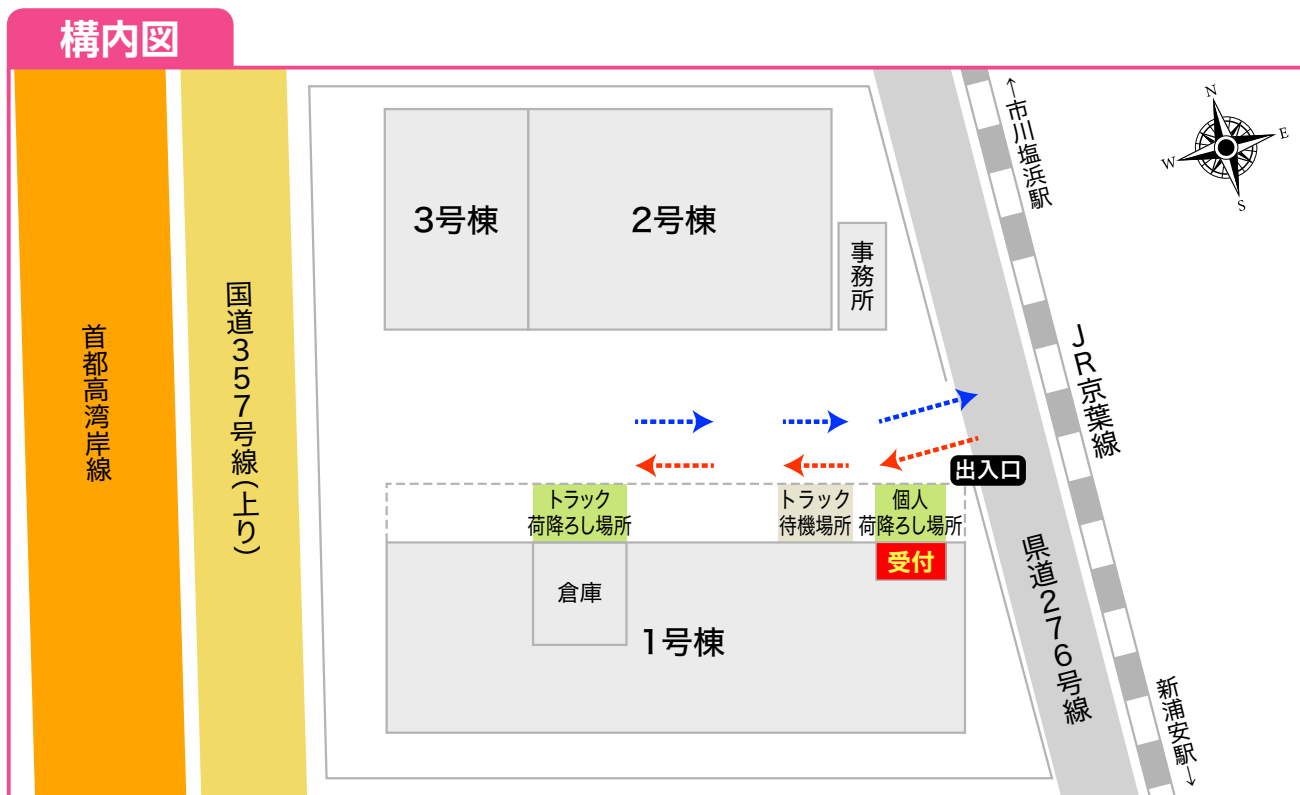 構内図
首都高湾岸線
国道357号線(上り)
3号棟
2号棟
事務所
↑市川塩浜駅
N
E
W
S
JR京葉線
出入口
トラック
荷降ろし場所
トラック
待機場所
個人
荷降ろし場所
受付
倉庫
1号棟
県道276号線
新浦安駅↓